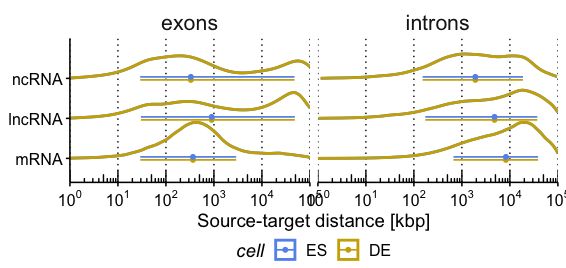 exons introns
ncRNA
lncRNA
mRNA
10⁰ 10¹ 10² 10³ 10⁴ 10⁰ 10¹ 10² 10³ 10⁴ 10⁵
Source-target distance [kbp]
cell ES DE